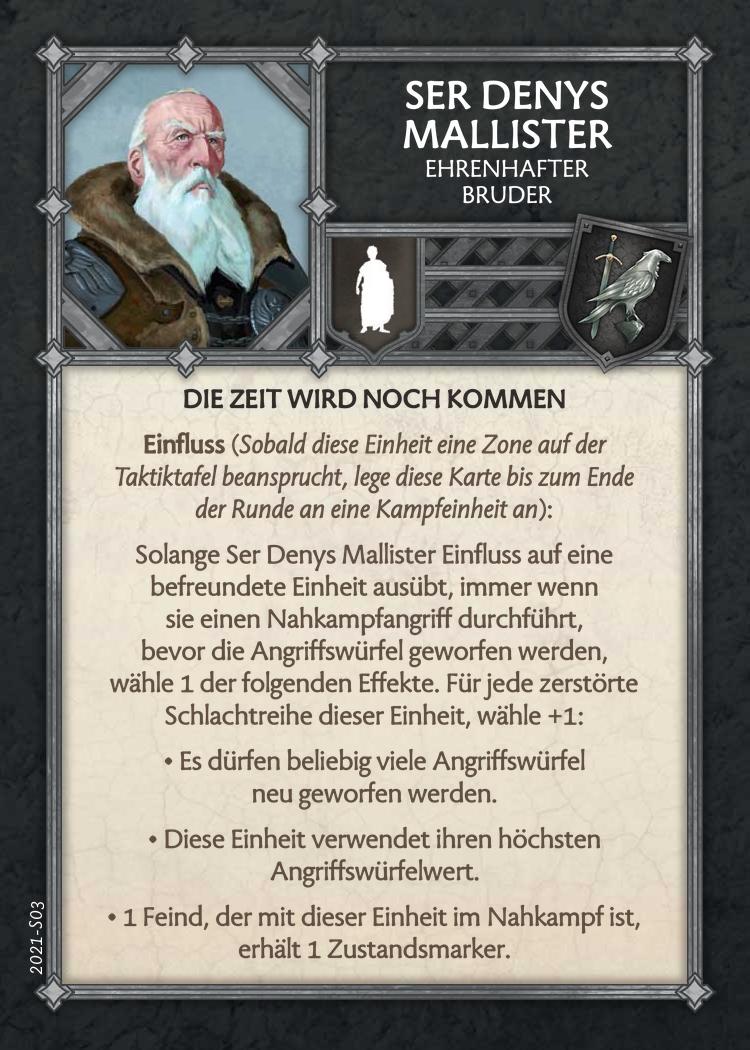 SER DENYS
MALLISTER
EHRENHAFTER
BRUDER
DIE ZEIT WIRD NOCH KOMMEN
Einfluss (Sobald diese Einheit eine Zone auf der
Taktiktafel beansprucht, lege diese Karte bis zum Ende
der Runde an eine Kampfeinheit an):
Solange Ser Denys Mallister Einfluss auf eine
befreundete Einheit ausübt, immer wenn
sie einen Nahkampfangriff durchführt,
bevor die Angriffswürfel geworfen werden,
wähle 1 der folgenden Effekte. Für jede zerstörte
Schlachtreihe dieser Einheit, wähle +1:
• Es dürfen beliebig viele Angriffswürfel
neu geworfen werden.
• Diese Einheit verwendet ihren höchsten
Angriffswürfelwert.
• 1 Feind, der mit dieser Einheit im Nahkampf ist,
erhält 1 Zustandsmarker.
2021-S03